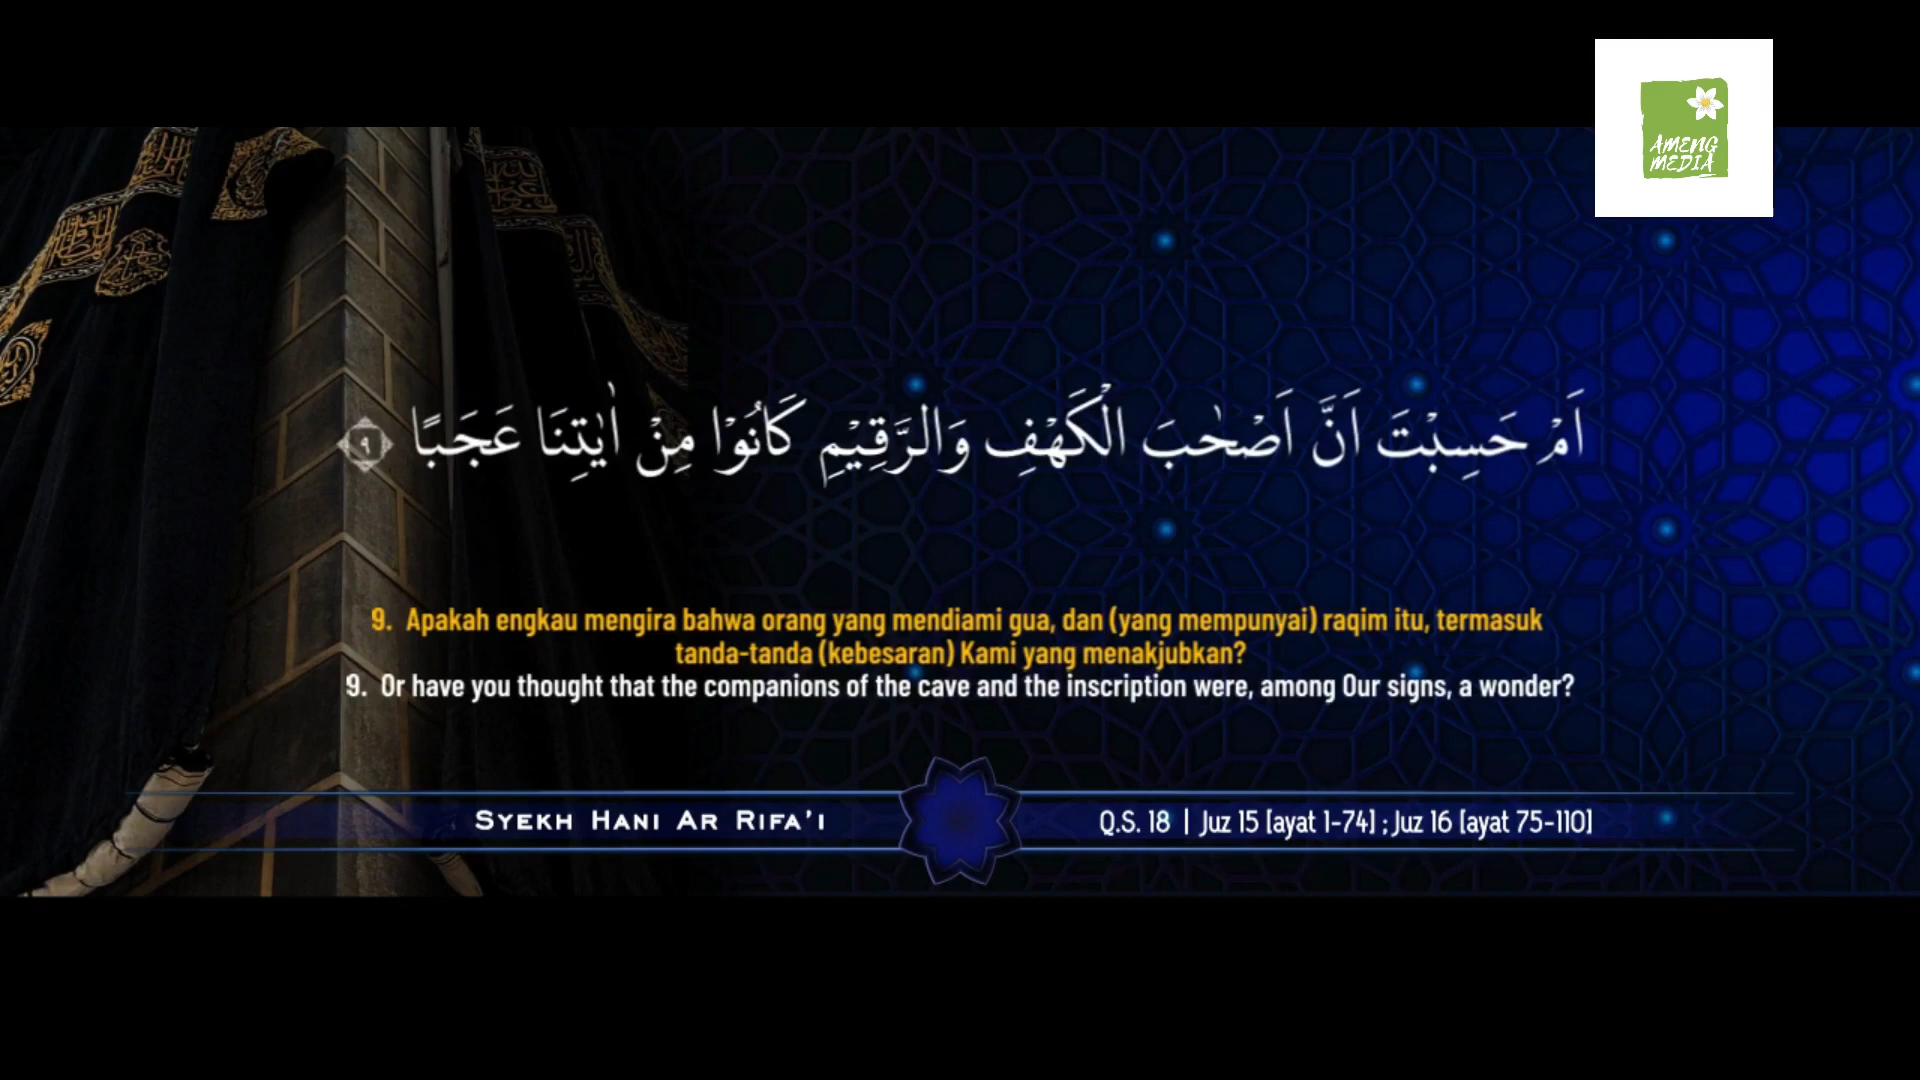 AMENG
MEDIA
اَمْ حَسِبْتَ اَنَّ اَصْحٰبَ الْكَهْفِ وَالرَّقِيْمِ كَانُوْا مِنْ اٰيٰتِنَا عَجَبًا ٩
9. Apakah engkau mengira bahwa orang yang mendiami gua, dan (yang mempunyai) raqim itu, termasuk
tanda-tanda (kebesaran) Kami yang menakjubkan?
9. Or have you thought that the companions of the cave and the inscription were, among Our signs, a wonder?
SYEKH HANI AR RIFA'I
Q.S. 18 | Juz 15 [ayat 1-74] ; Juz 16 [ayat 75-110]